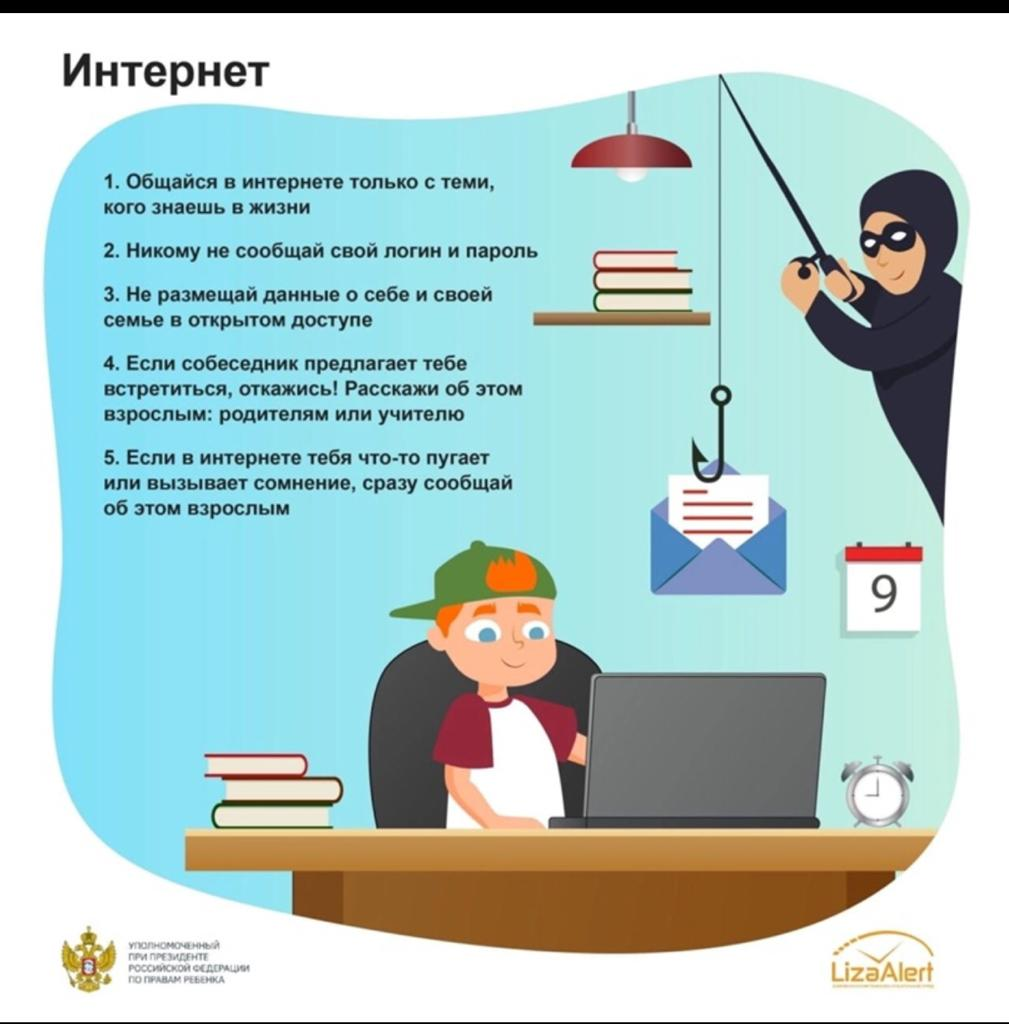 Интернет
1. Общайся в интернете только с теми,
кого знаешь в жизни
2. Никому не сообщай свой логин и пароль
3. Не размещай данные о себе и своей
семье в открытом доступе
4. Если собеседник предлагает тебе
встретиться, откажись! Расскажи об этом
взрослым: родителям или учителю
5. Если в интернете тебя что-то пугает
или вызывает сомнение, сразу сообщай
об этом взрослым
9
УПОЛНОМОЧЕННЫЙ
ПРИ ПРЕЗИДЕНТЕ
РОССИЙСКОЙ ФЕДЕРАЦИИ
ПО ПРАВАМ РЕБЕНКА
LizaAlert